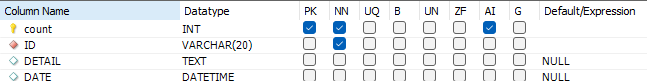 Column Name Datatype PK NN UQ B UN ZF AI G Default/Expression
count INT
ID VARCHAR(20)
DETAIL TEXT NULL
DATE DATETIME NULL